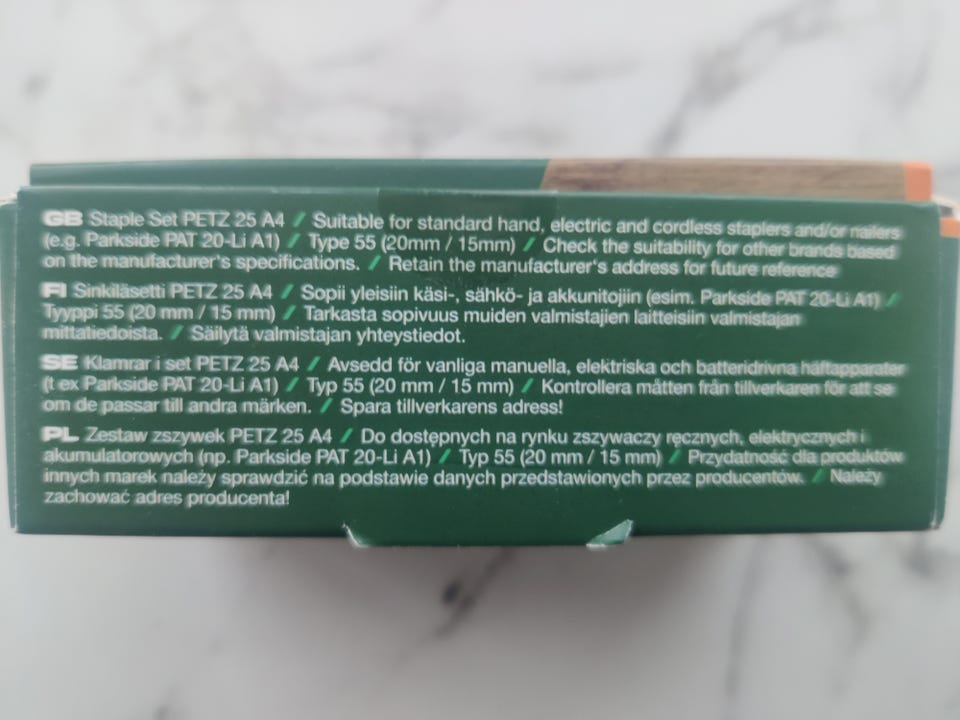 GB Staple Set PETZ 25 A4 / Suitable for standard hand, electric and cordless staplers and/or nailers
(e.g. Parkside PAT 20-Li A1) / Type 55 (20mm / 15mm) / Check the suitability for other brands based
on the manufacturer's specifications. / Retain the manufacturer's address for future reference
FI Sinkiläsetti PETZ 25 A4 / Sopii yleisiin käsi-, sähkö- ja akkunitojiin (esim. Parkside PAT 20-Li A1) /
Tyyppi 55 (20 mm / 15 mm) / Tarkasta sopivuus muiden valmistajien laitteisiin valmistajan
mittatiedoista. / Säilytä valmistajan yhteystiedot.
SE Klamrar i set PETZ 25 A4 / Avsedd för vanliga manuella, elektriska och batteridrivna häftapparater
(t ex Parkside PAT 20-Li A1) / Typ 55 (20 mm / 15 mm) / Kontrollera måtten från tillverkaren för att se
om de passar till andra märken. / Spara tillverkarens adress!
PL Zestaw zszywek PETZ 25 A4 / Do dostępnych na rynku zszywaczy ręcznych, elektrycznych i
akumulatorowych (np. Parkside PAT 20-Li A1) / Typ 55 (20 mm / 15 mm) / Przydatność dla produktów
innych marek należy sprawdzić na podstawie danych przedstawionych przez producentów. / Należy
zachować adres producenta!